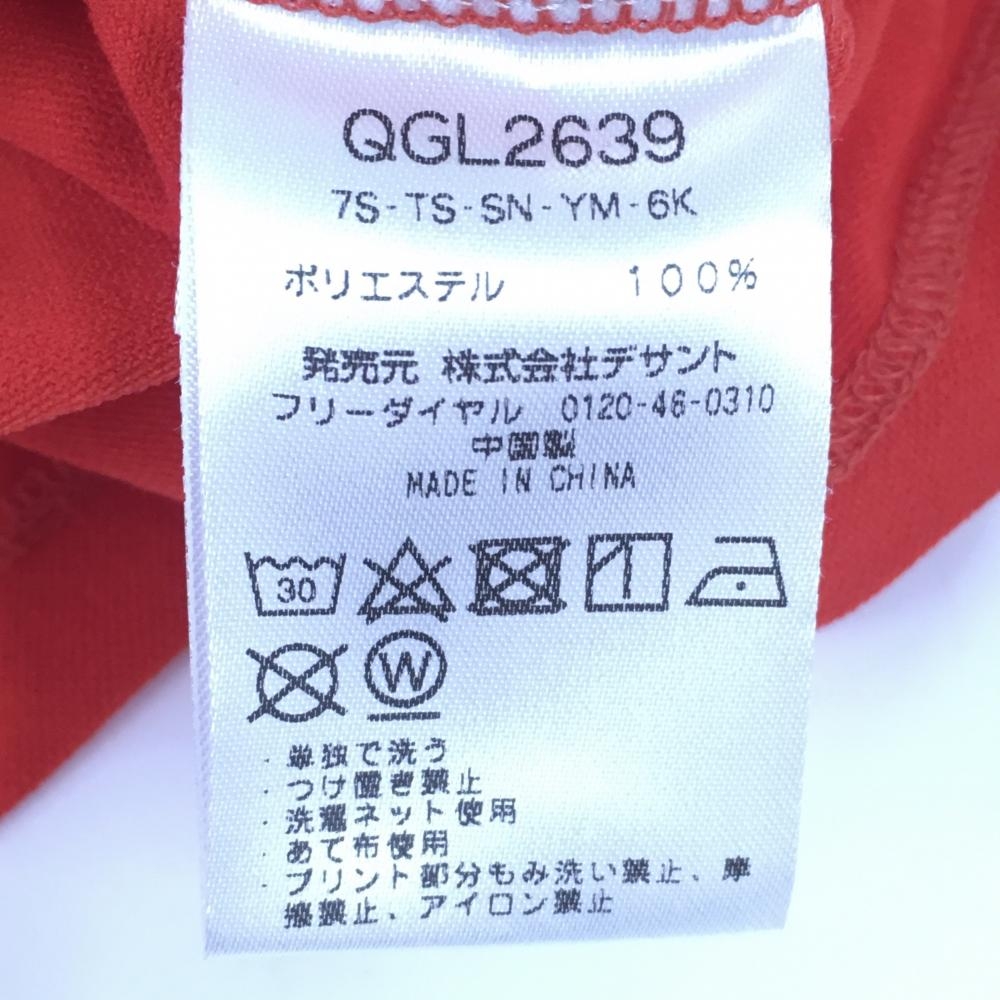 QGL2639
7S-TS-SN-YM-6K
ポリエステル 100%
発売元 株式会社デサント
フリーダイヤル 0120-46-0310
中国製
MADE IN CHINA
30
W
・単独で洗う
・つけ置き禁止
・洗濯ネット使用
・あて布使用
・プリント部分もみ洗い禁止、摩
擦禁止、アイロン禁止